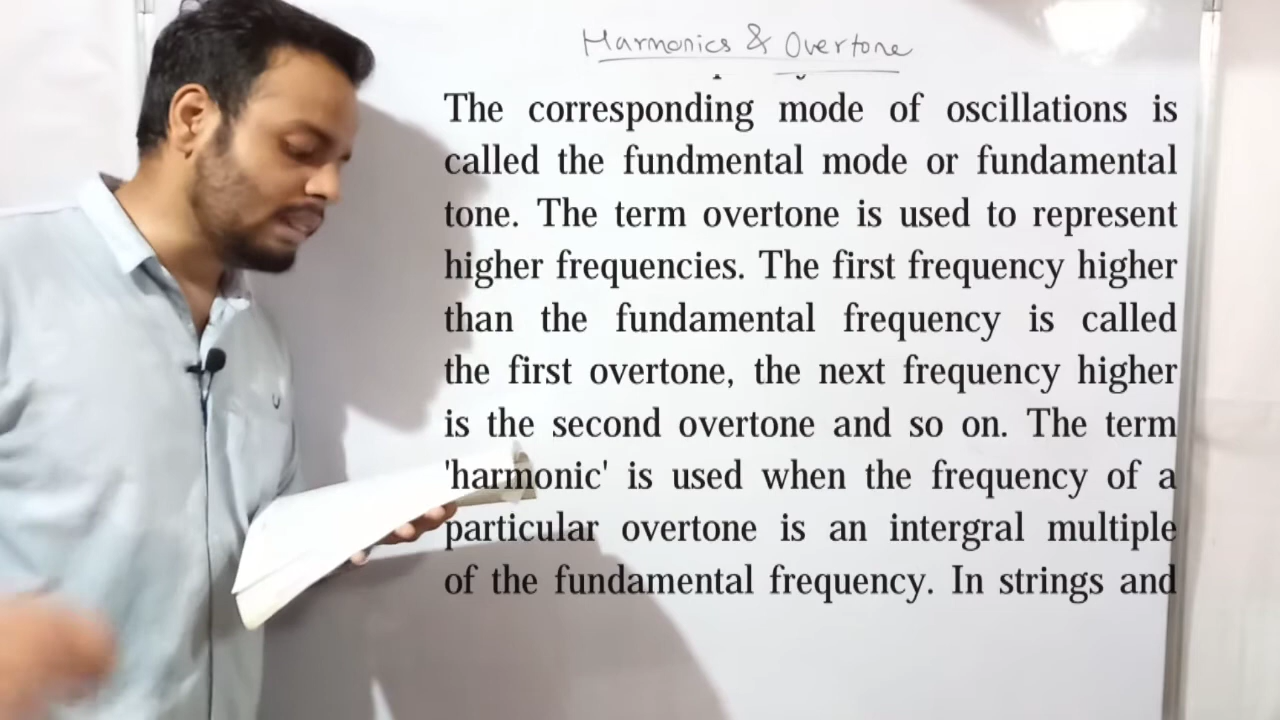 Harmonics & Overtone
The corresponding mode of oscillations is
called the fundmental mode or fundamental
tone. The term overtone is used to represent
higher frequencies. The first frequency higher
than the fundamental frequency is called
the first overtone, the next frequency higher
is the second overtone and so on. The term
'harmonic' is used when the frequency of a
particular overtone is an intergral multiple
of the fundamental frequency. In strings and